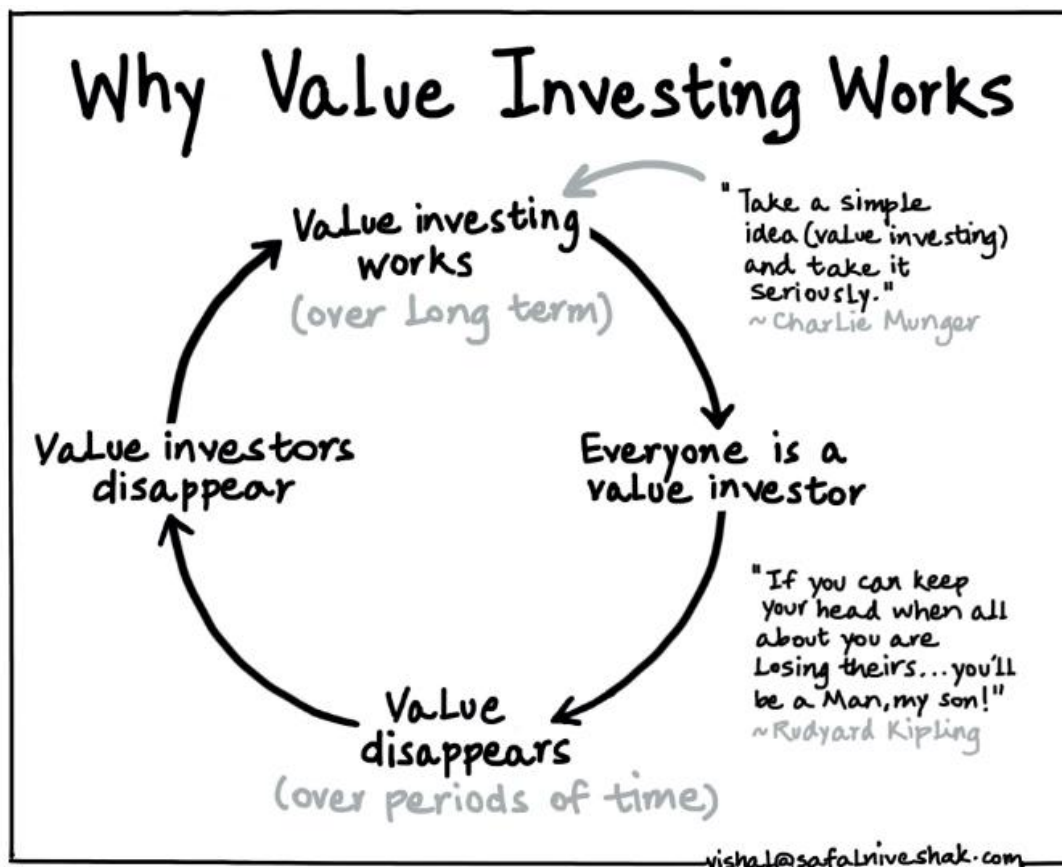 Why Value Investing Works
Value investing
works
(over Long term)
"Take a simple
idea (value investing)
and take it
seriously."
~Charlie Munger
Everyone is a
value investor
"If you can keep
your head when all
about you are
Losing theirs...you'll
be a Man, my son!"
~Rudyard Kipling
Value
disappears
(over periods of time)
Value investors
disappear
vishal@safalniveshak.com